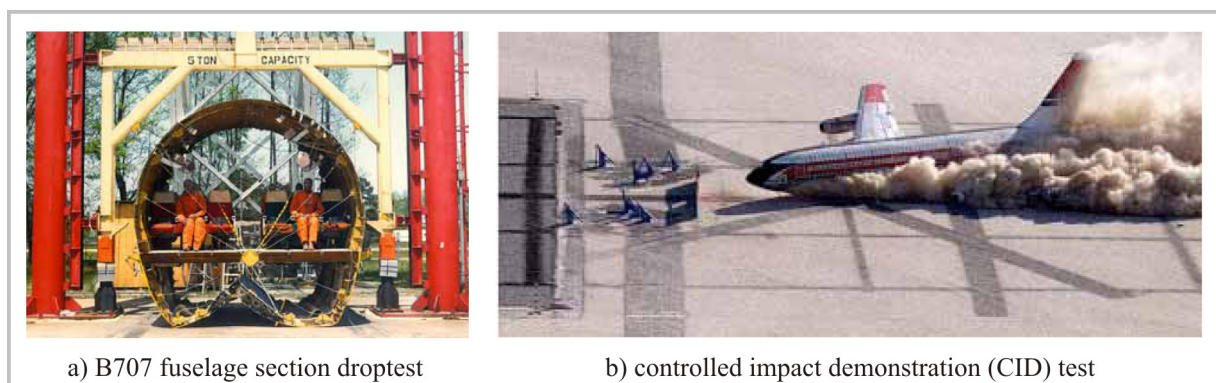 5 TON CAPACITY
a) B707 fuselage section droptest
b) controlled impact demonstration (CID) test